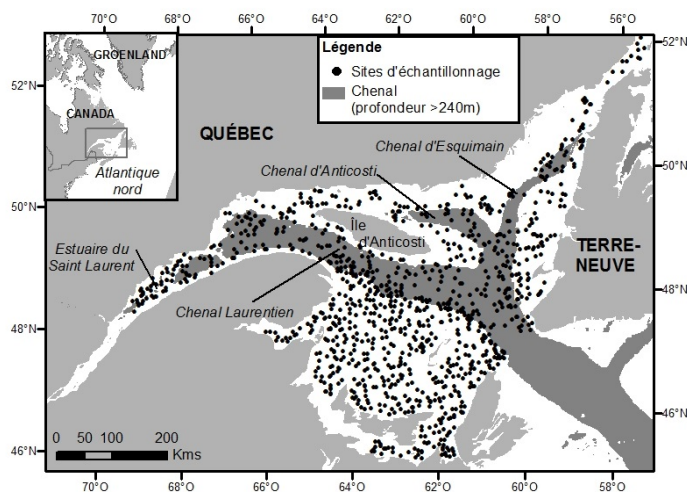 70°O 68°O 66°O 64°O 62°O 60°O 58°O 56°O
GROENLAND
CANADA
Atlantique
nord
Légende
Sites d'échantillonnage
Chenal
(profondeur >240m)
52°N
52°N
QUÉBEC
Chenal d'Esquimain
Chenal d'Anticosti
50°N
50°N
Île
d'Anticosti
Estuaire du
Saint Laurent
TERRE-
NEUVE
Chenal Laurentien
48°N
48°N
46°N
46°N
0 50 100 200
Kms
70°O 68°O 66°O 64°O 62°O 60°O 58°O